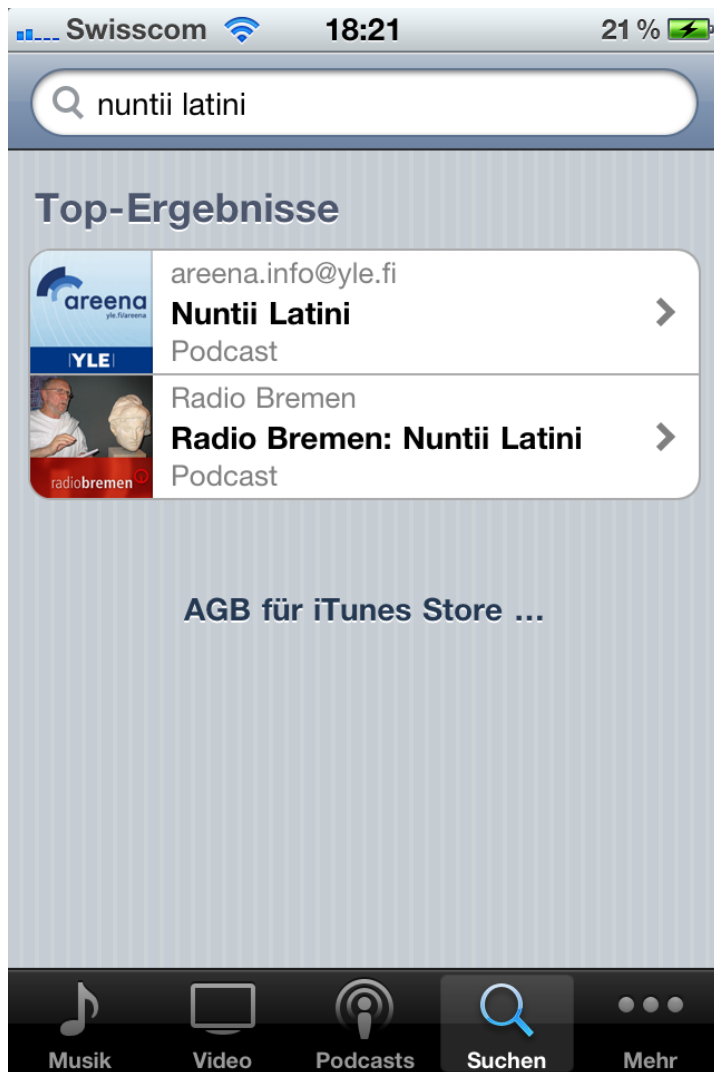 Swisscom 18:21 21 %
nuntii latini
Top-Ergebnisse
areena.info@yle.fi
areena
yle.fi/areena
Nuntii Latini
YLE
Podcast
Radio Bremen
Radio Bremen: Nuntii Latini
radiobremen
Podcast
AGB für iTunes Store ...
Musik Video Podcasts Suchen Mehr